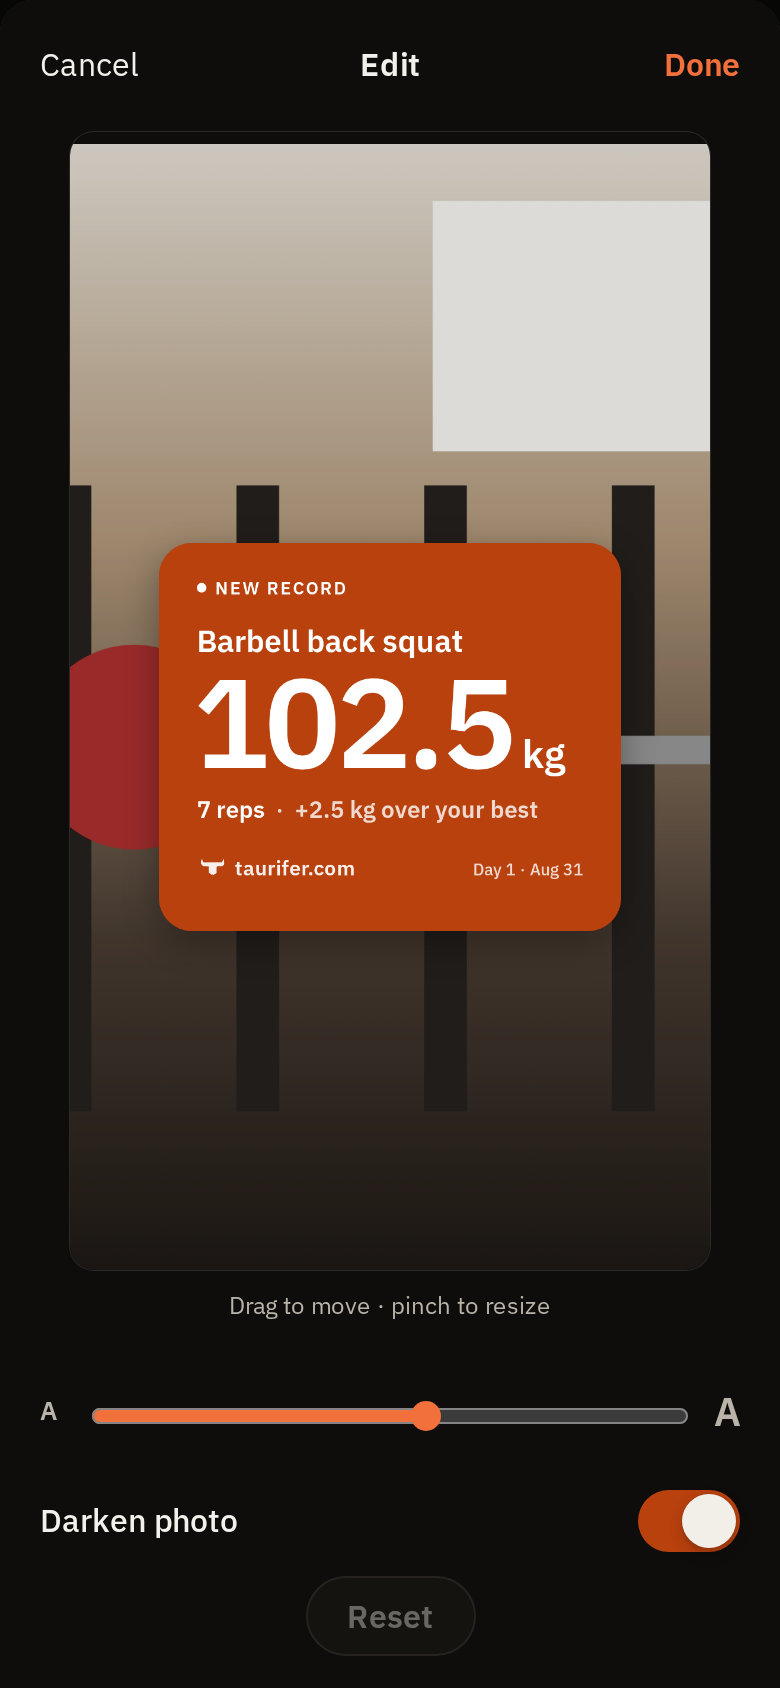 Cancel Edit Done
NEW RECORD
Barbell back squat
102.5 kg
7 reps · +2.5 kg over your best
taurifer.com Day 1 · Aug 31
Drag to move · pinch to resize
A A
Darken photo
Reset